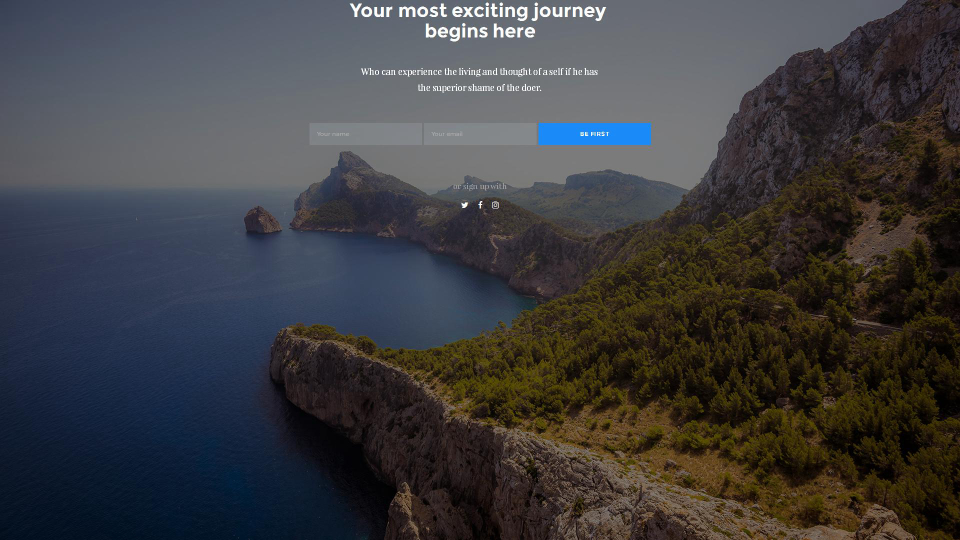 Your most exciting journey
begins here
Who can experience the living and thought of a self if he has
the superior shame of the doer.
Your name
Your email
BE FIRST
or sign up with